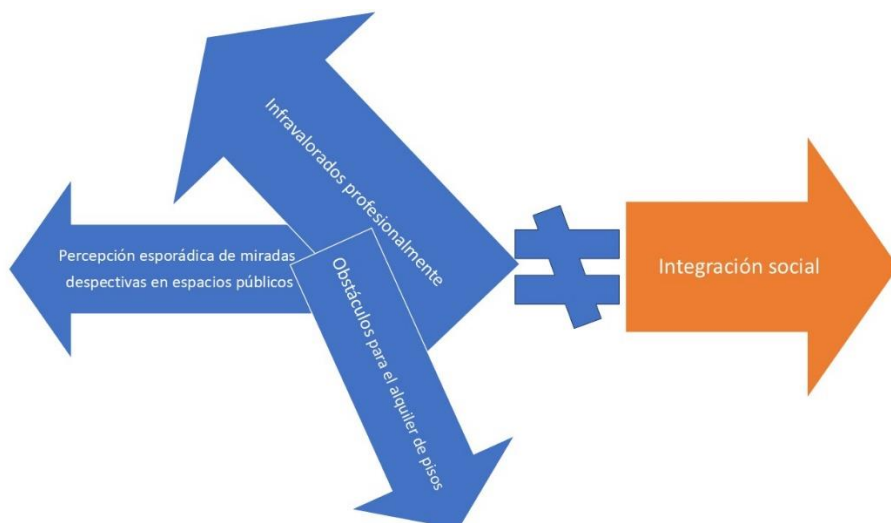 Infravalorados profesionalmente
Percepción esporádica de miradas
despectivas en espacios públicos
Obstáculos para el alquiler de pisos
≠
Integración social